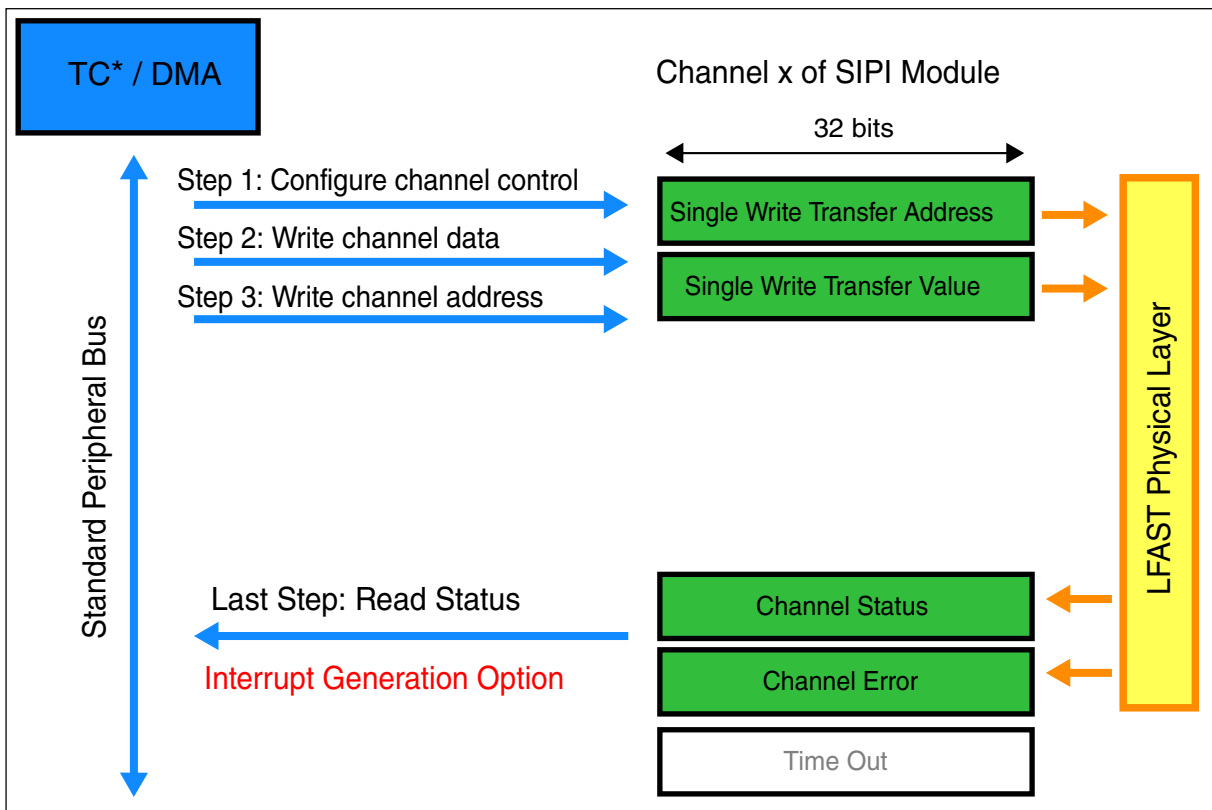 TC* / DMA
Channel x of SIPI Module
32 bits
Step 1: Configure channel control
Single Write Transfer Address
Step 2: Write channel data
Single Write Transfer Value
Step 3: Write channel address
Standard Peripheral Bus
LFAST Physical Layer
Last Step: Read Status
Channel Status
Interrupt Generation Option
Channel Error
Time Out